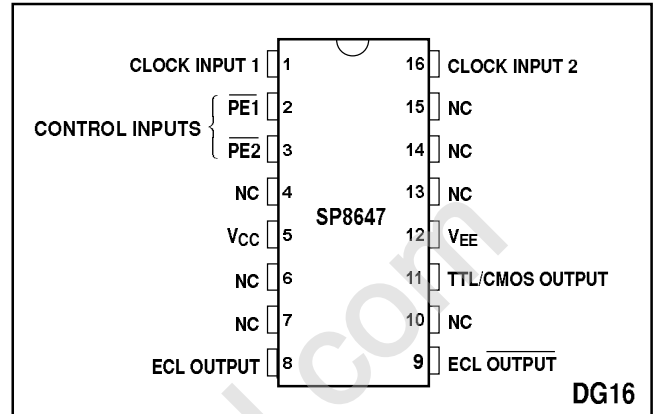 CLOCK INPUT 1 1 16 CLOCK INPUT 2
PE1 2 15 NC
CONTROL INPUTS
PE2 3 14 NC
NC 4 13 NC
SP8647
VCC 5 12 VEE
NC 6 11 TTL/CMOS OUTPUT
NC 7 10 NC
ECL OUTPUT 8 9 ECL OUTPUT
DG16
.com